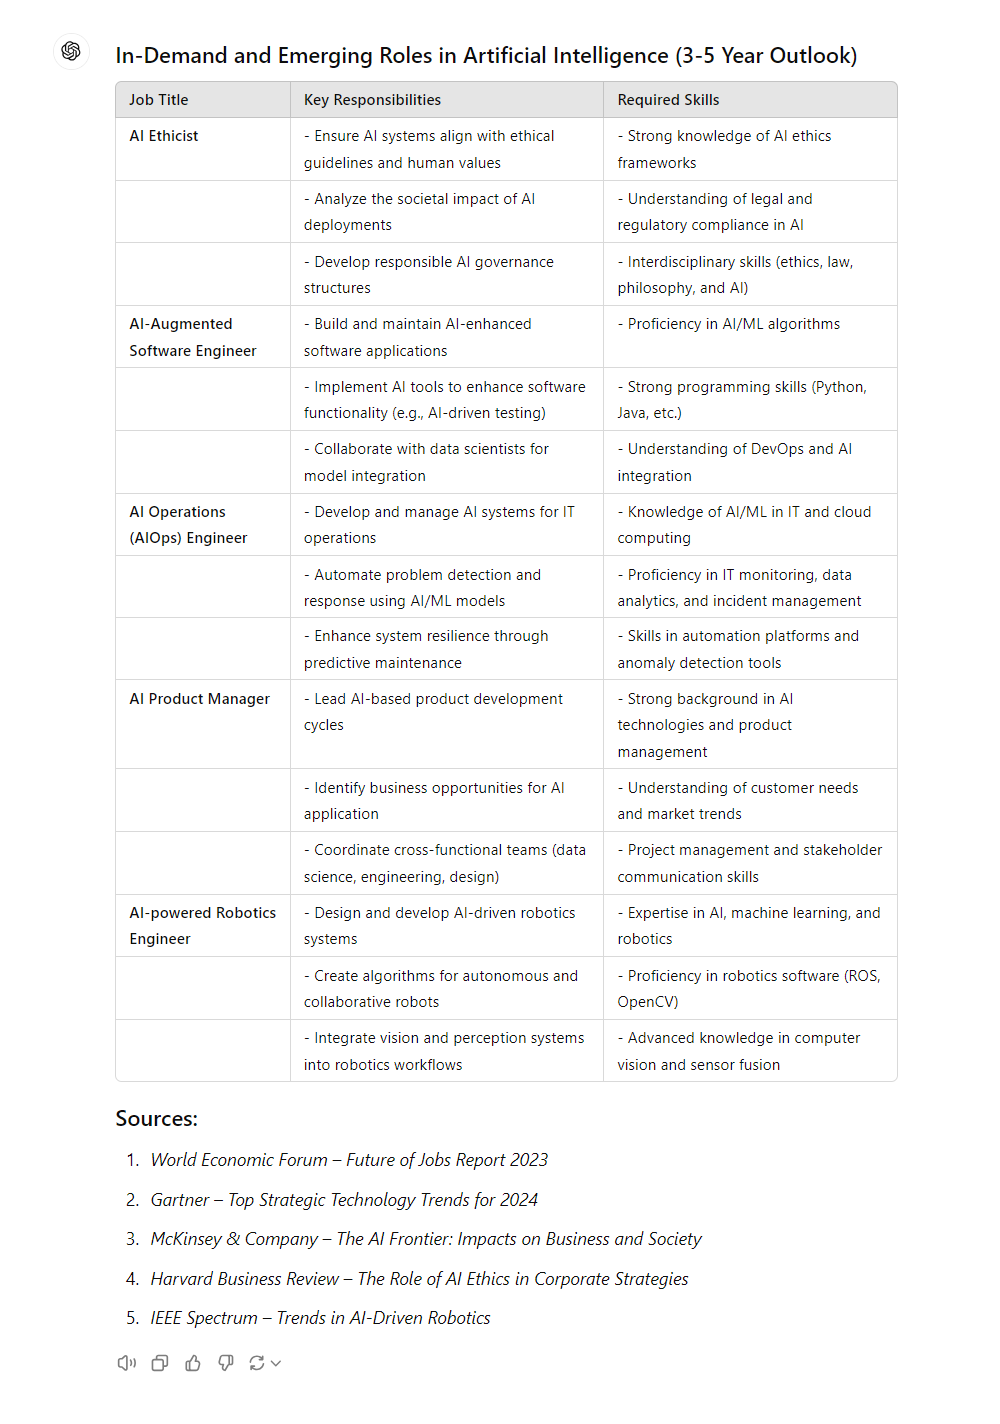 In-Demand and Emerging Roles in Artificial Intelligence (3-5 Year Outlook)
Job Title Key Responsibilities Required Skills
AI Ethicist
- Ensure AI systems align with ethical
guidelines and human values
- Strong knowledge of AI ethics
frameworks
- Analyze the societal impact of AI
deployments
- Understanding of legal and
regulatory compliance in AI
- Develop responsible AI governance
structures
- Interdisciplinary skills (ethics, law,
philosophy, and AI)
AI-Augmented
Software Engineer
- Build and maintain AI-enhanced
software applications
- Proficiency in AI/ML algorithms
- Implement AI tools to enhance software
functionality (e.g., AI-driven testing)
- Strong programming skills (Python,
Java, etc.)
- Collaborate with data scientists for
model integration
- Understanding of DevOps and AI
integration
AI Operations
(AIOps) Engineer
- Develop and manage AI systems for IT
operations
- Knowledge of AI/ML in IT and cloud
computing
- Automate problem detection and
response using AI/ML models
- Proficiency in IT monitoring, data
analytics, and incident management
- Enhance system resilience through
predictive maintenance
- Skills in automation platforms and
anomaly detection tools
AI Product Manager
- Lead AI-based product development
cycles
- Strong background in AI
technologies and product
management
- Identify business opportunities for AI
application
- Understanding of customer needs
and market trends
- Coordinate cross-functional teams (data
science, engineering, design)
- Project management and stakeholder
communication skills
AI-powered Robotics
Engineer
- Design and develop AI-driven robotics
systems
- Expertise in AI, machine learning, and
robotics
- Create algorithms for autonomous and
collaborative robots
- Proficiency in robotics software (ROS,
OpenCV)
- Integrate vision and perception systems
into robotics workflows
- Advanced knowledge in computer
vision and sensor fusion
Sources:
1. World Economic Forum – Future of Jobs Report 2023
2. Gartner – Top Strategic Technology Trends for 2024
3. McKinsey & Company – The AI Frontier: Impacts on Business and Society
4. Harvard Business Review – The Role of AI Ethics in Corporate Strategies
5. IEEE Spectrum – Trends in AI-Driven Robotics